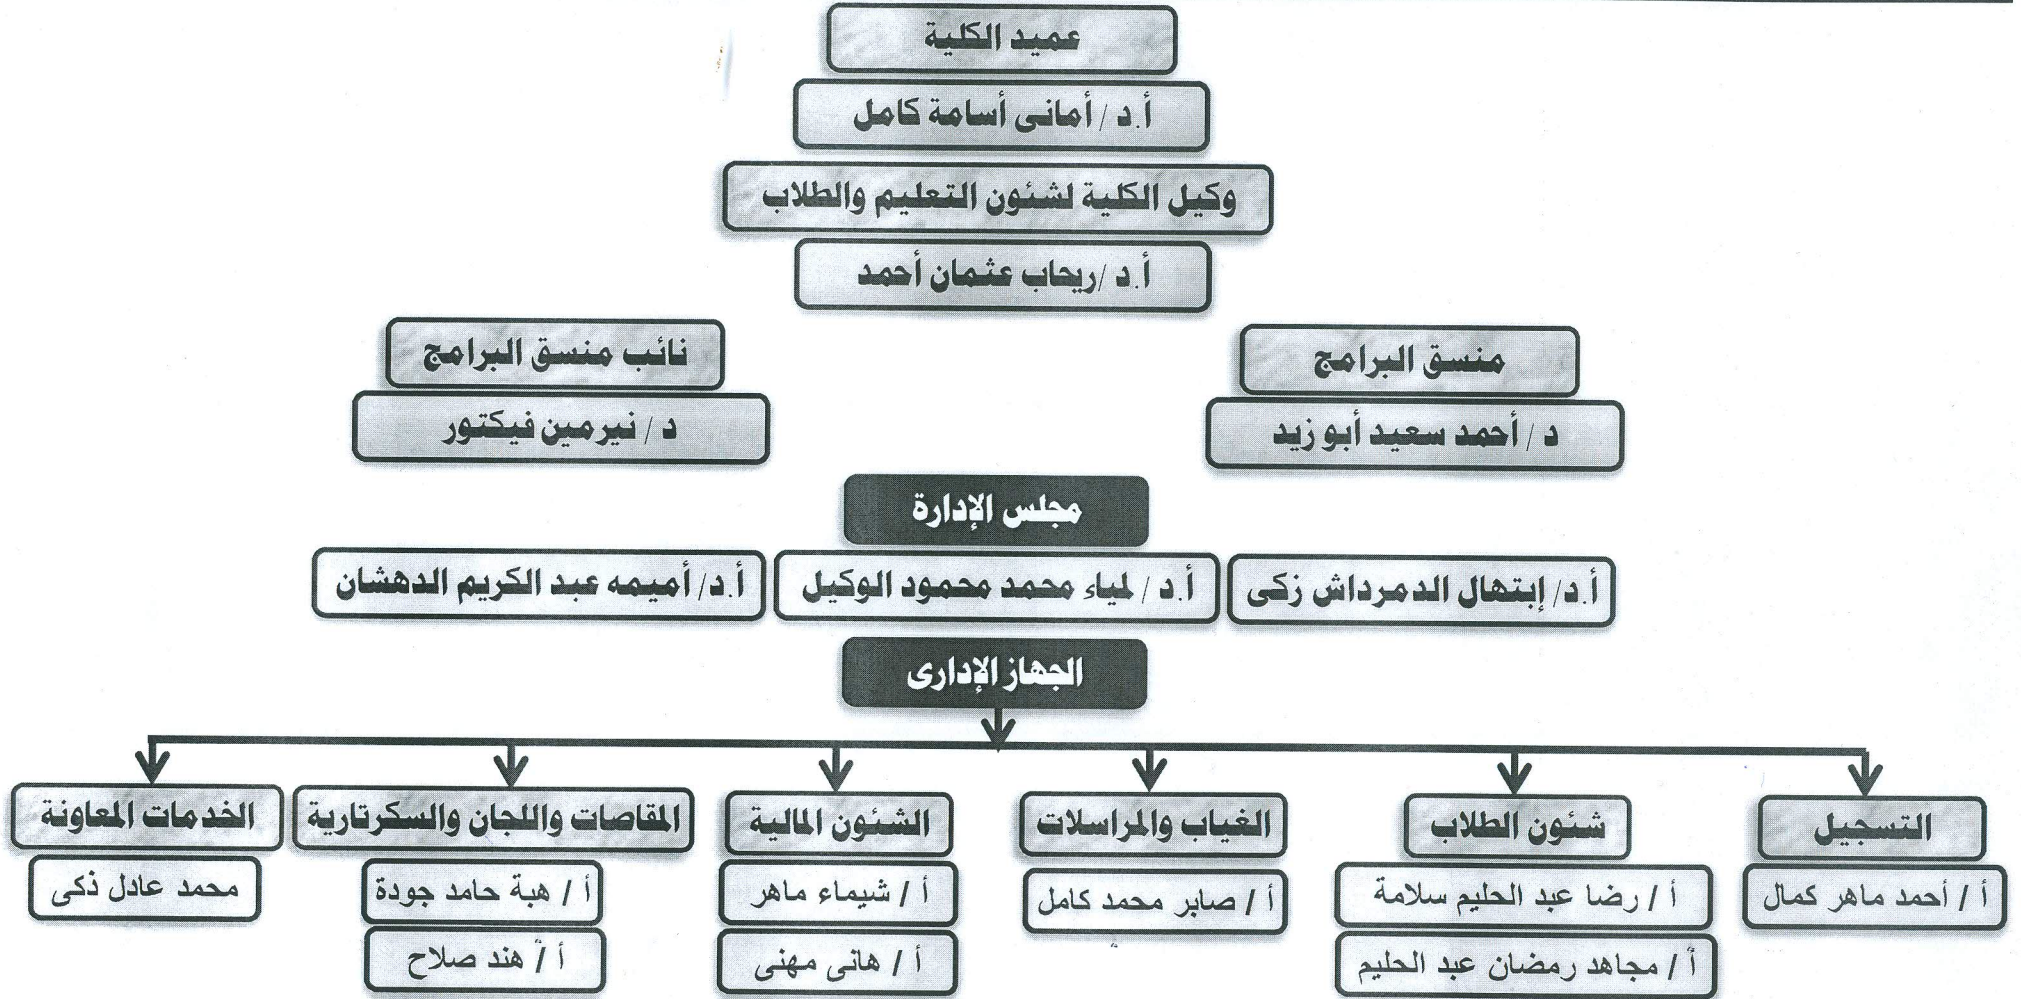 عميد الكلية
أ.د / أمانى أسامة كامل
وكيل الكلية لشئون التعليم والطلاب
أ.د /ريحاب عثمان أحمد
منسق البرامج
نائب منسق البرامج
د / أحمد سعيد أبو زيد
د / نيرمين فيكتور
مجلس الإدارة
أ.د/ إبتهال الدمرداش زكى
أ.د / لمياء محمد محمود الوكيل
أ.د/ أميمه عبد الكريم الدهشان
الجهاز الإدارى
التسجيل
شئون الطلاب
الغياب والمراسلات
الشئون المالية
المقاصات واللجان والسكرتارية
الخدمات المعاونة
أ / أحمد ماهر كمال
أ / رضا عبد الحليم سلامة
أ / صابر محمد كامل
أ / شيماء ماهر
أ / هبة حامد جودة
محمد عادل ذكى
أ / مجاهد رمضان عبد الحليم
أ / هانى مهنى
أ / هند صلاح